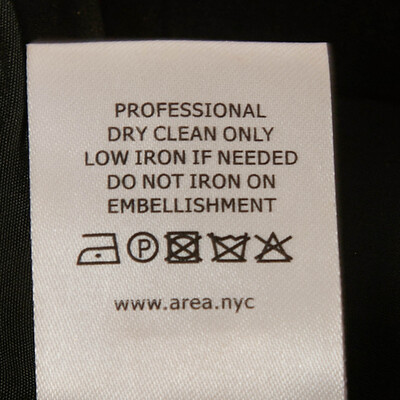 PROFESSIONAL
DRY CLEAN ONLY
LOW IRON IF NEEDED
DO NOT IRON ON
EMBELLISHMENT
P
www.area.nyc